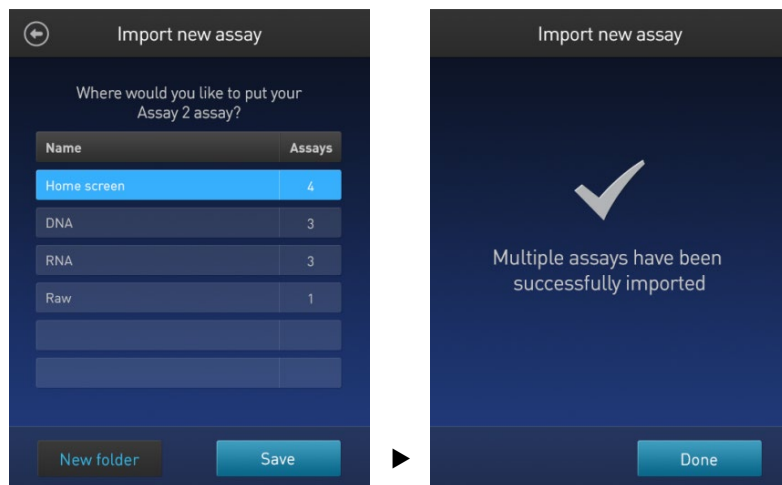 Import new assay
Where would you like to put your
Assay 2 assay?
Name Assays
Home screen 4
DNA 3
RNA 3
Raw 1
New folder Save
Import new assay
Multiple assays have been
successfully imported
Done